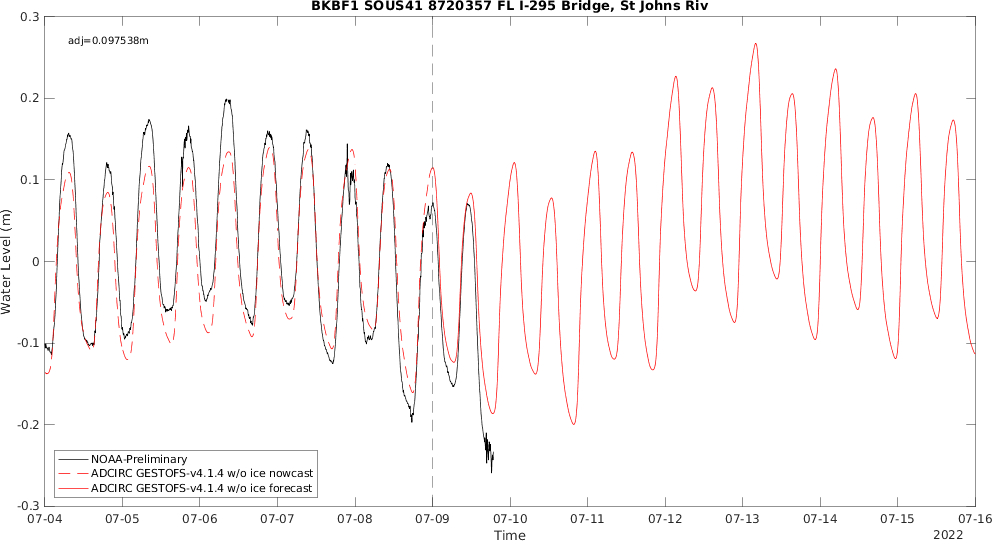 BKBF1 SOUS41 8720357 FL I-295 Bridge, St Johns Riv
adj=0.097538m
0.3
0.2
0.1
0
-0.1
-0.2
-0.3
Water Level (m)
NOAA-Preliminary
ADCIRC GESTOFS-v4.1.4 w/o ice nowcast
ADCIRC GESTOFS-v4.1.4 w/o ice forecast
07-04 07-05 07-06 07-07 07-08 07-09 07-10 07-11 07-12 07-13 07-14 07-15 07-16
Time
2022